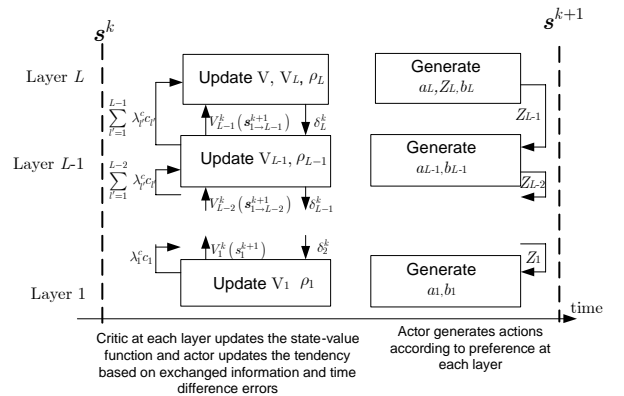 s^k
s^{k+1}
Layer L
Update V, V_L, ρ_L
Generate
a_L,Z_L,b_L
Z_{L-1}
\sum_{l'=1}^{L-1} λ_{l'}^c c_{l'}
V_{L-1}^k(s_{1→L-1}^{k+1})
δ_L^k
Layer L-1
Update V_{L-1}, ρ_{L-1}
Generate
a_{L-1},b_{L-1}
Z_{L-2}
\sum_{l'=1}^{L-2} λ_{l'}^c c_{l'}
V_{L-2}^k(s_{1→L-2}^{k+1})
δ_{L-1}^k
λ_1^c c_1
V_1^k(s_1^{k+1})
δ_2^k
Z_1
Layer 1
Update V_1 ρ_1
Generate
a_1,b_1
time
Critic at each layer updates the state-value
function and actor updates the tendency
based on exchanged information and time
difference errors
Actor generates actions
according to preference at
each layer